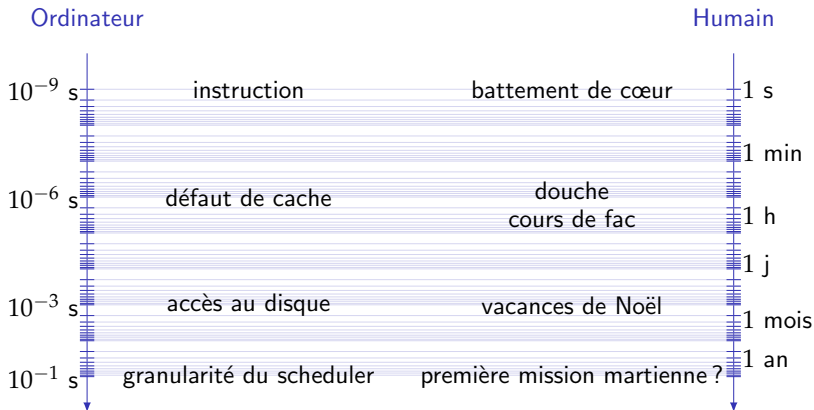 Ordinateur Humain
10⁻⁹ s instruction battement de cœur 1 s
1 min
10⁻⁶ s défaut de cache douche
cours de fac 1 h
1 j
10⁻³ s accès au disque vacances de Noël
1 mois
1 an
10⁻¹ s granularité du scheduler première mission martienne ?